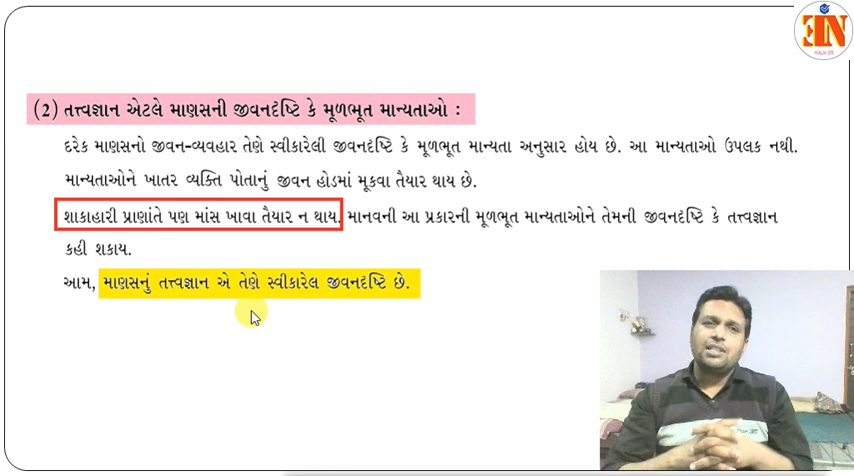 EIN
(2) તત્ત્વજ્ઞાન એટલે માણસની જીવનદૃષ્ટિ કે મૂળભૂત માન્યતાઓ :
દરેક માણસનો જીવન-વ્યવહાર તેણે સ્વીકારેલી જીવનદૃષ્ટિ કે મૂળભૂત માન્યતા અનુસાર હોય છે. આ માન્યતાઓ ઉપલક નથી.
માન્યતાઓને ખાતર વ્યક્તિ પોતાનું જીવન હોડમાં મૂકવા તૈયાર થાય છે.
શાકાહારી પ્રાણાંતે પણ માંસ ખાવા તૈયાર ન થાય. માનવની આ પ્રકારની મૂળભૂત માન્યતાઓને તેમની જીવનદૃષ્ટિ કે તત્ત્વજ્ઞાન
કહી શકાય.
આમ, માણસનું તત્ત્વજ્ઞાન એ તેણે સ્વીકારેલ જીવનદૃષ્ટિ છે.